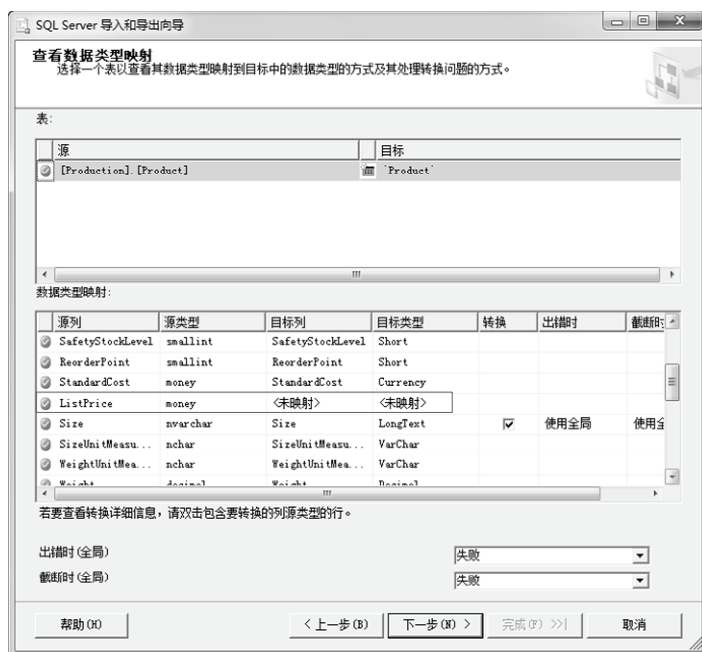 SQL Server 导入和导出向导
查看数据类型映射
选择一个表以查看其数据类型映射到目标中的数据类型的方式及其处理转换问题的方式。
表:
源 目标
[Production].[Product] `Product`
数据类型映射:
源列 源类型 目标列 目标类型 转换 出错时 截断时
SafetyStockLevel smallint SafetyStockLevel Short
ReorderPoint smallint ReorderPoint Short
StandardCost money StandardCost Currency
ListPrice money <未映射> <未映射>
Size nvarchar Size LongText 使用全局 使用全
SizeUnitMeasu... nchar SizeUnitMeasu... VarChar
WeightUnitMea... nchar WeightUnitMea... VarChar
Weight decimal Weight Decimal
若要查看转换详细信息，请双击包含要转换的列源类型的行。
出错时(全局) 失败
截断时(全局) 失败
帮助(H) < 上一步(B) 下一步(N) > 完成(F) >>| 取消